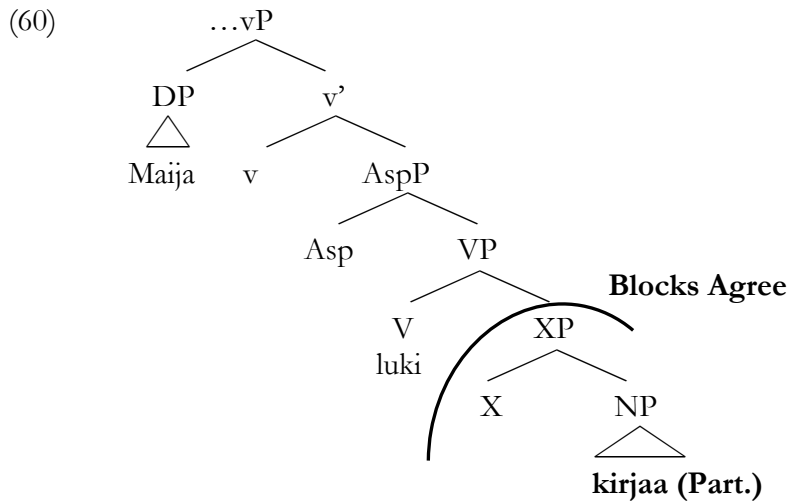 (60) …vP
DP v’
Maija v AspP
Asp VP
Blocks Agree
V XP
luki
X NP
kirjaa (Part.)